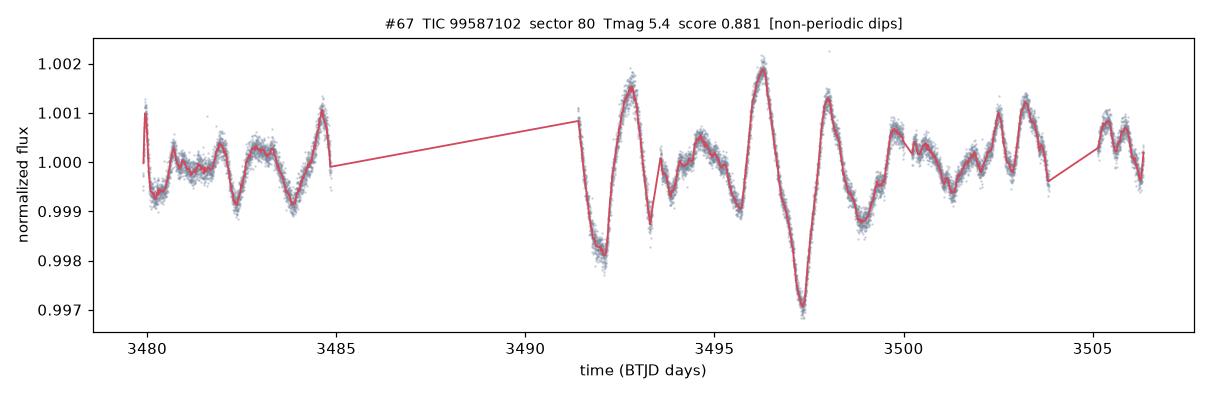 #67 TIC 99587102 sector 80 Tmag 5.4 score 0.881 [non-periodic dips]
normalized flux
1.002
1.001
1.000
0.999
0.998
0.997
3480 3485 3490 3495 3500 3505
time (BTJD days)